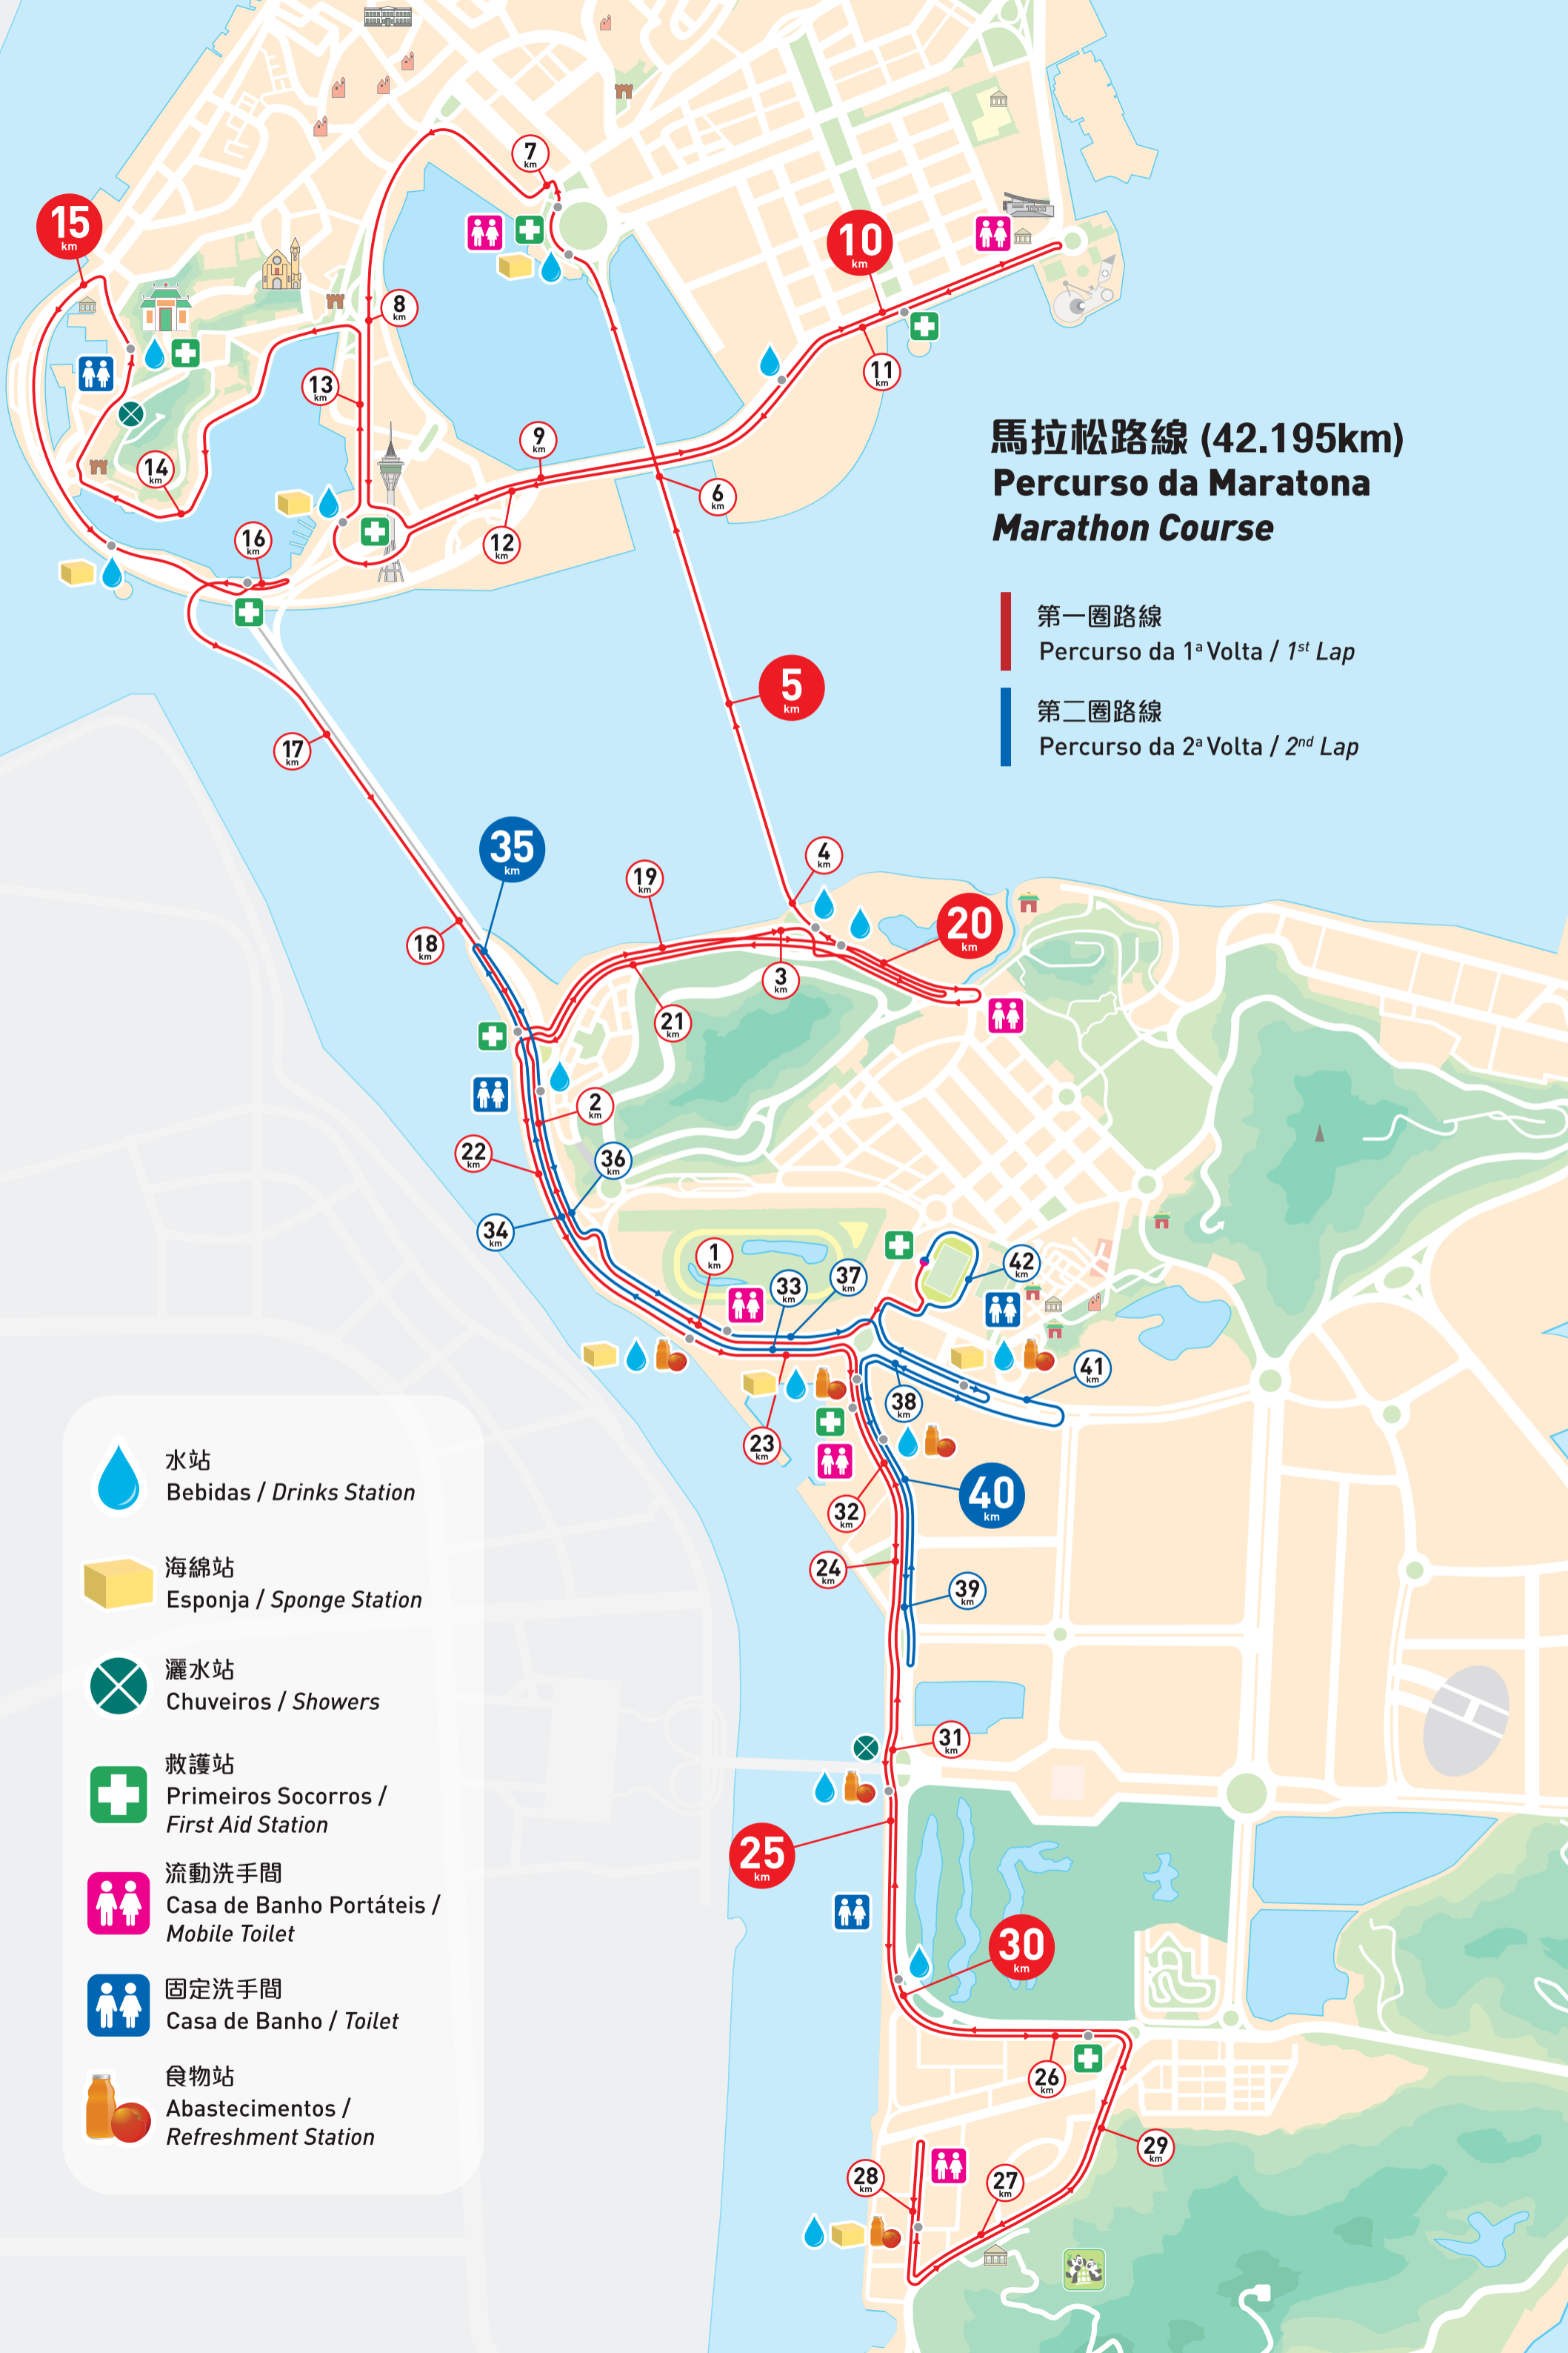 7
km
15
km
10
km
8
km
11
km
13
km
9
km
14
km
6
km
12
km
16
km
馬拉松路線 (42.195km)
Percurso da Maratona
Marathon Course
第一圈路線
Percurso da 1ª Volta / 1st Lap
第二圈路線
Percurso da 2ª Volta / 2nd Lap
5
km
17
km
35
km
4
km
19
km
20
km
18
km
3
km
21
km
2
km
22
km
36
km
34
km
1
km
33
km
37
km
42
km
41
km
38
km
23
km
40
km
32
km
24
km
39
km
31
km
25
km
30
km
26
km
29
km
28
km
27
km
水站
Bebidas / Drinks Station
海綿站
Esponja / Sponge Station
灑水站
Chuveiros / Showers
救護站
Primeiros Socorros /
First Aid Station
流動洗手間
Casa de Banho Portáteis /
Mobile Toilet
固定洗手間
Casa de Banho / Toilet
食物站
Abastecimentos /
Refreshment Station